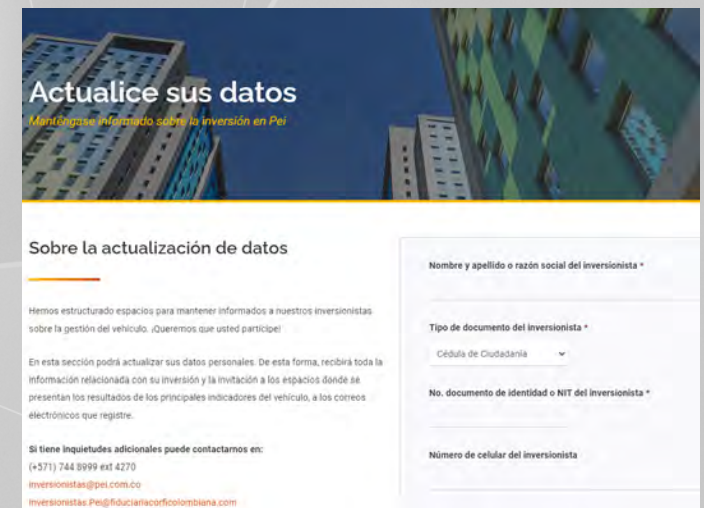 Actualice sus datos
Manténgase informado sobre la inversión en Pei
Sobre la actualización de datos
Hemos estructurado espacios para mantener informados a nuestros inversionistas
sobre la gestión del vehículo. ¡Queremos que usted participe!
En esta sección podrá actualizar sus datos personales. De esta forma, recibirá toda la
información relacionada con su inversión y la invitación a los espacios donde se
presentan los resultados de los principales indicadores del vehículo, a los correos
electrónicos que registre.
Si tiene inquietudes adicionales puede contactarnos en:
(+571) 744 8999 ext 4270
inversionistas@pei.com.co
Inversionistas.Pei@fiduciariacorficolombiana.com
Nombre y apellido o razón social del inversionista *
Tipo de documento del inversionista *
Cédula de Ciudadanía
No. documento de identidad o NIT del inversionista *
Número de celular del inversionista